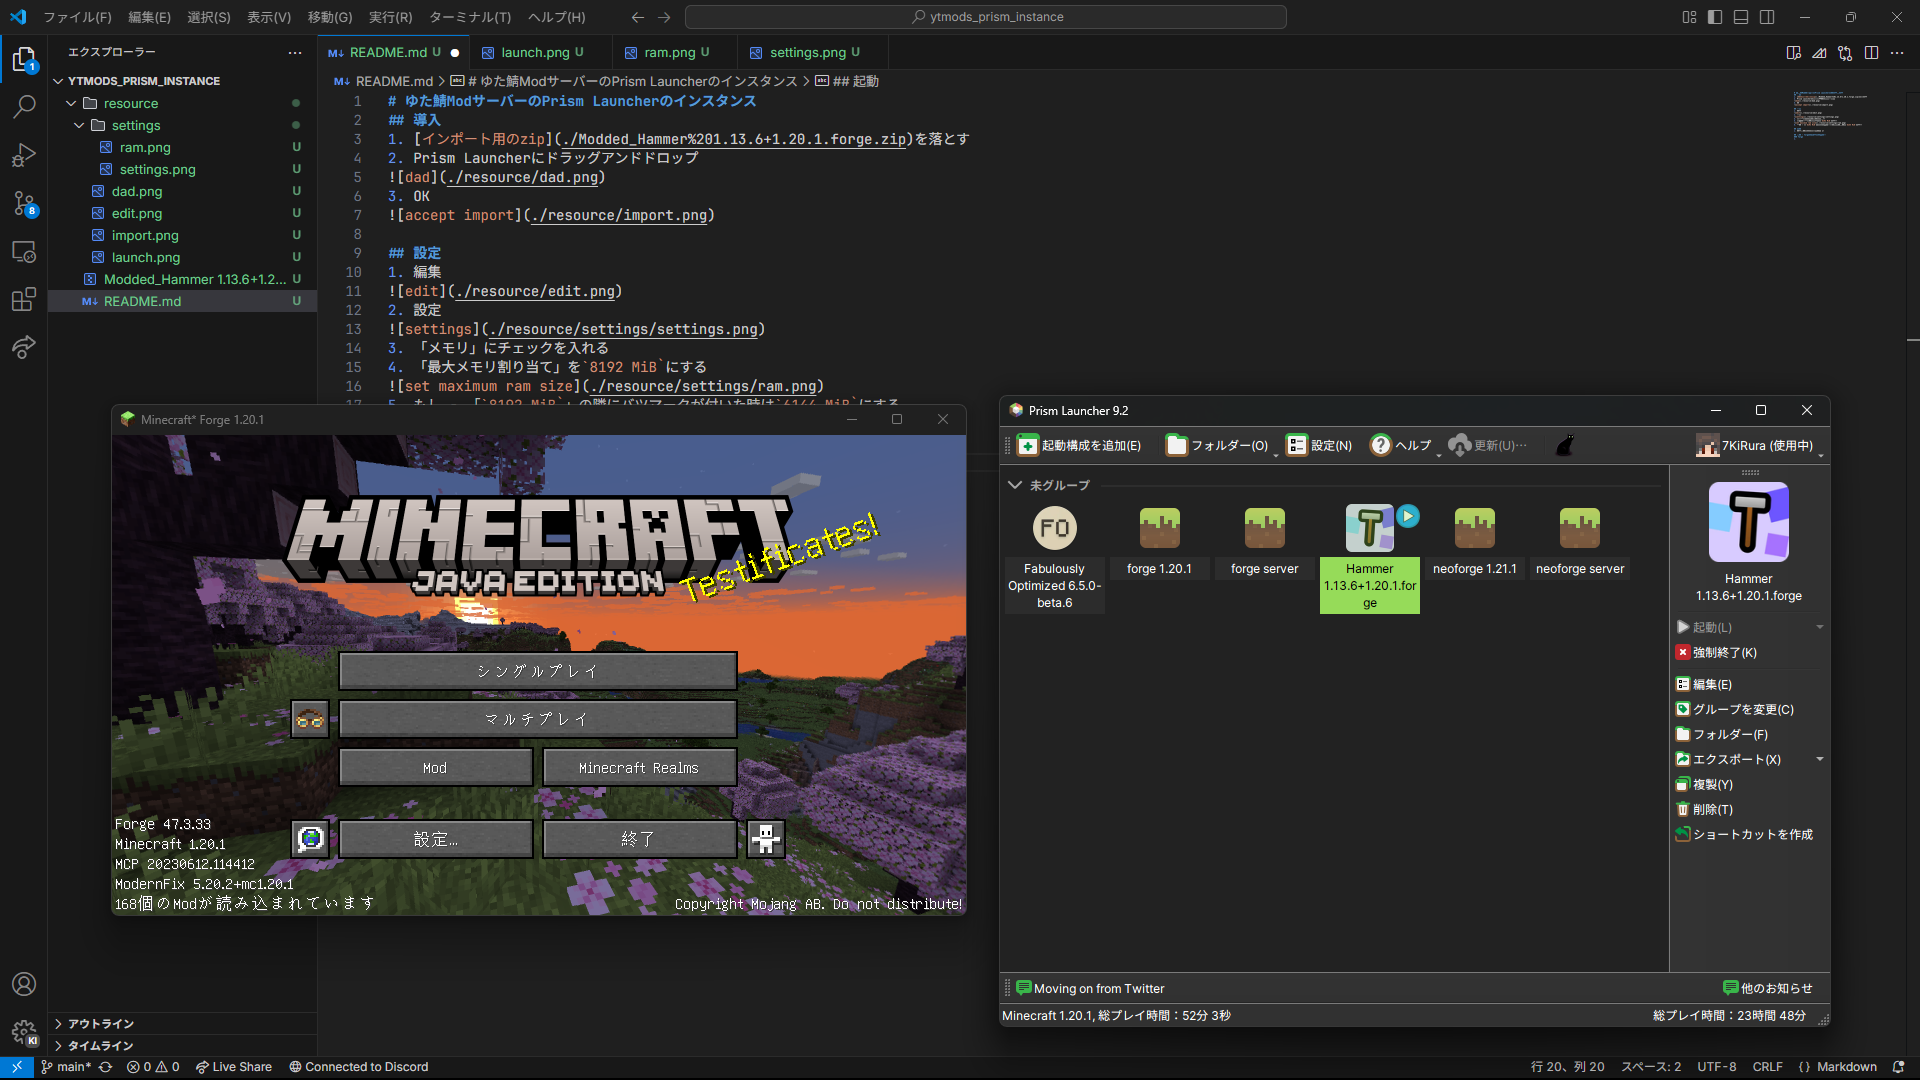 ファイル(F) 編集(E) 選択(S) 表示(V) 移動(G) 実行(R) ターミナル(T) ヘルプ(H)
ytmods_prism_instance
エクスプローラー
README.md U
launch.png U
ram.png U
settings.png U
README.md > # ゆた鯖ModサーバーのPrism Launcherのインスタンス > ## 起動
YTMODS_PRISM_INSTANCE
resource
settings
ram.png U
settings.png U
dad.png U
edit.png U
import.png U
launch.png U
Modded_Hammer 1.13.6+1.2... U
README.md U
1 # ゆた鯖ModサーバーのPrism Launcherのインスタンス
2 ## 導入
3 1. [インポート用のzip](./Modded_Hammer%201.13.6+1.20.1.forge.zip)を落とす
4 2. Prism Launcherにドラッグアンドドロップ
5 ![dad](./resource/dad.png)
6 3. OK
7 ![accept import](./resource/import.png)
8
9 ## 設定
10 1. 編集
11 ![edit](./resource/edit.png)
12 2. 設定
13 ![settings](./resource/settings/settings.png)
14 3. 「メモリ」にチェックを入れる
15 4. 「最大メモリ割り当て」を`8192 MiB`にする
16 ![set maximum ram size](./resource/settings/ram.png)
Minecraft* Forge 1.20.1
MINECRAFT
JAVA EDITION
Testificates!
シングルプレイ
マルチプレイ
Mod
Minecraft Realms
設定...
終了
Forge 47.3.33
Minecraft 1.20.1
MCP 20230612.114412
ModernFix 5.20.2+mc1.20.1
168個のModが読み込まれています
Copyright Mojang AB. Do not distribute!
Prism Launcher 9.2
起動構成を追加(E) フォルダー(O) 設定(N) ヘルプ 更新(U)… 7KiRura (使用中)
未グループ
FO
Fabulously
Optimized 6.5.0-
beta.6
forge 1.20.1
forge server
Hammer
1.13.6+1.20.1.for
ge
neoforge 1.21.1
neoforge server
Hammer
1.13.6+1.20.1.forge
起動(L)
強制終了(K)
編集(E)
グループを変更(C)
フォルダー(F)
エクスポート(X)
複製(Y)
削除(T)
ショートカットを作成
Moving on from Twitter
他のお知らせ
Minecraft 1.20.1, 総プレイ時間：52分 3秒
総プレイ時間：23時間 48分
アウトライン
タイムライン
1
8
KI
main* 0 0 Live Share Connected to Discord
行 20、列 20 スペース: 2 UTF-8 CRLF {} Markdown